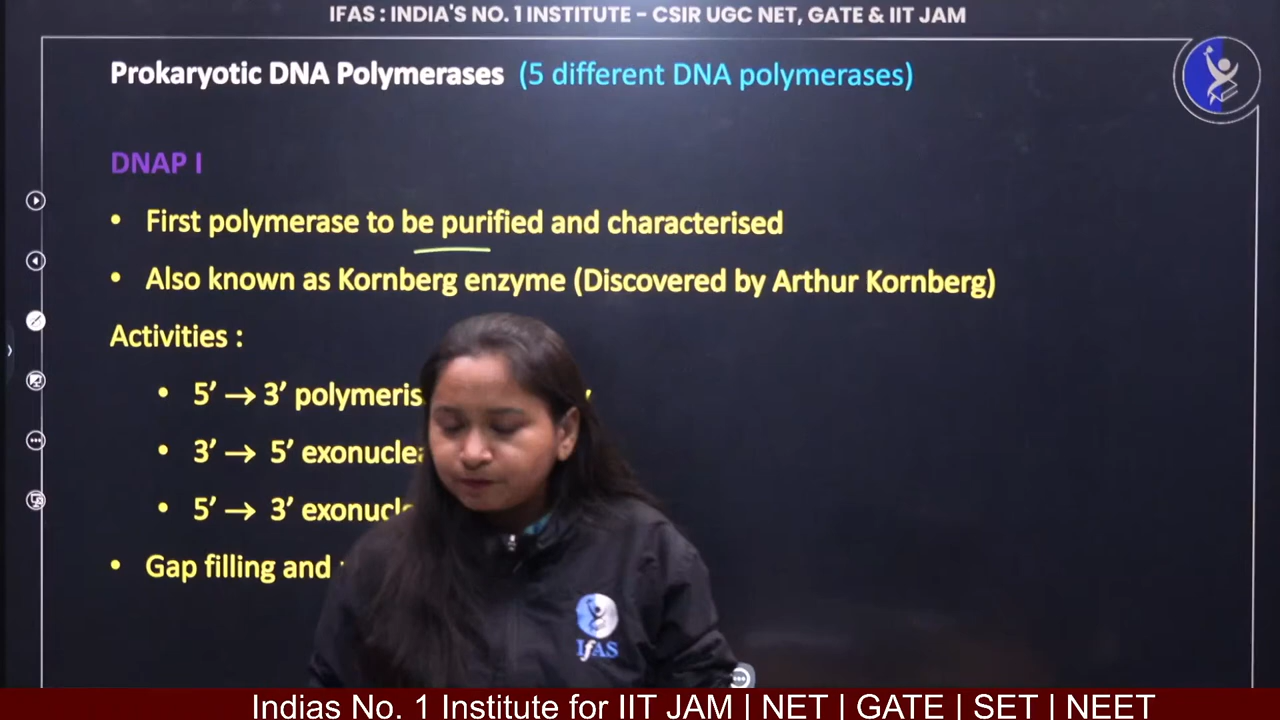 IFAS : INDIA'S NO. 1 INSTITUTE – CSIR UGC NET, GATE & IIT JAM
Prokaryotic DNA Polymerases (5 different DNA polymerases)
DNAP I
• First polymerase to be purified and characterised
• Also known as Kornberg enzyme (Discovered by Arthur Kornberg)
Activities :
• 5’ → 3’ polymeris
• 3’ → 5’ exonuclea
• 5’ → 3’ exonucle
• Gap filling and
IFAS
Indias No. 1 Institute for IIT JAM | NET | GATE | SET | NEET